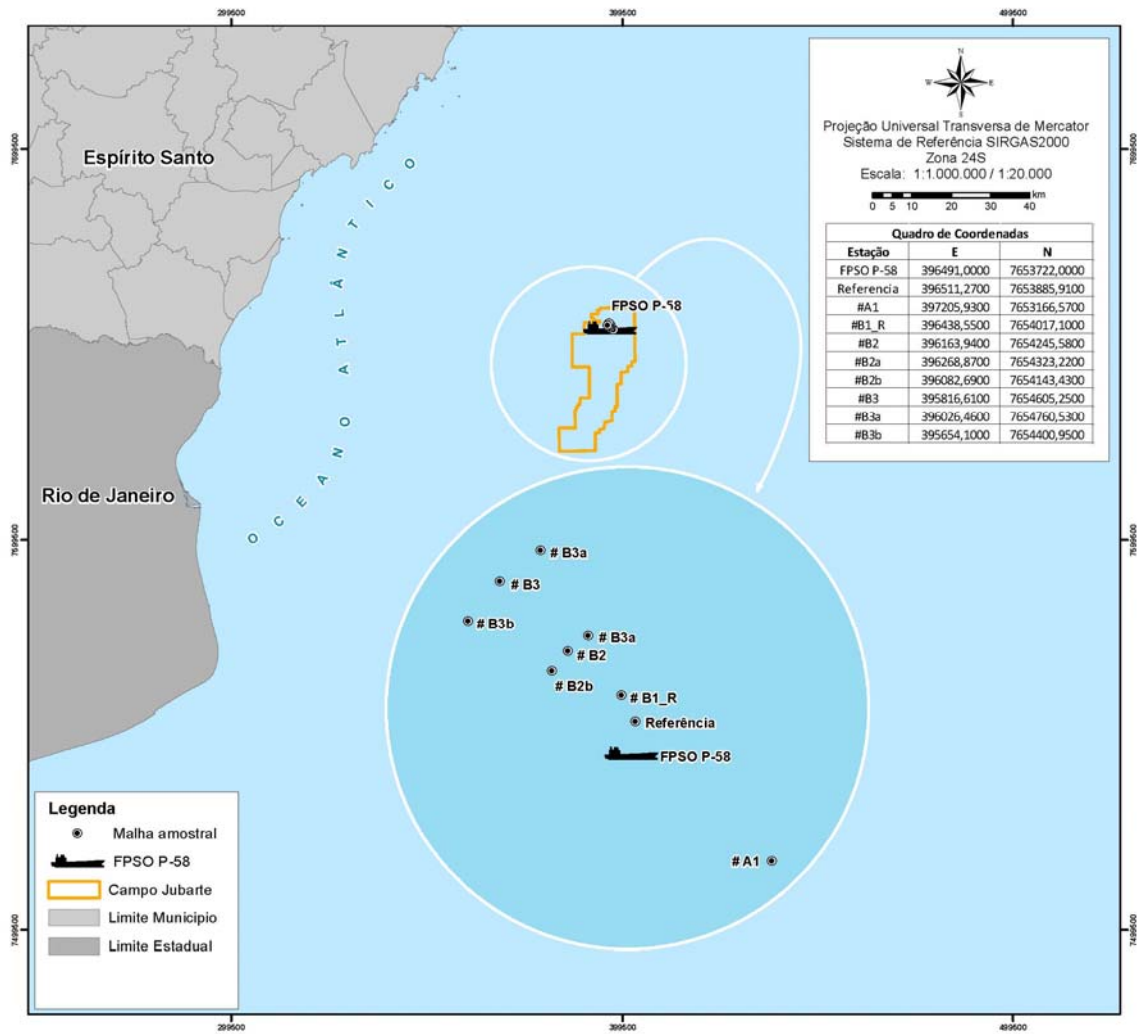 299500
399500
499500
7699500
7699500
Espírito Santo
OCEANO ATLÂNTICO
Rio de Janeiro
N
W
E
S
Projeção Universal Transversa de Mercator
Sistema de Referência SIRGAS2000
Zona 24S
Escala: 1:1.000.000 / 1:20.000
km
0 5 10 20 30 40
Quadro de Coordenadas
Estação E N
FPSO P-58 396491,0000 7653722,0000
Referencia 396511,2700 7653885,9100
#A1 397205,9300 7653166,5700
#B1_R 396438,5500 7654017,1000
#B2 396163,9400 7654245,5800
#B2a 396268,8700 7654323,2200
#B2b 396082,6900 7654143,4300
#B3 395816,6100 7654605,2500
#B3a 396026,4600 7654760,5300
#B3b 395654,1000 7654400,9500
FPSO P-58
7599500
7599500
# B3a
# B3
# B3b
# B3a
# B2
# B2b
# B1_R
Referência
FPSO P-58
# A1
Legenda
Malha amostral
FPSO P-58
Campo Jubarte
Limite Município
Limite Estadual
7499500
7499500
299500
399500
499500